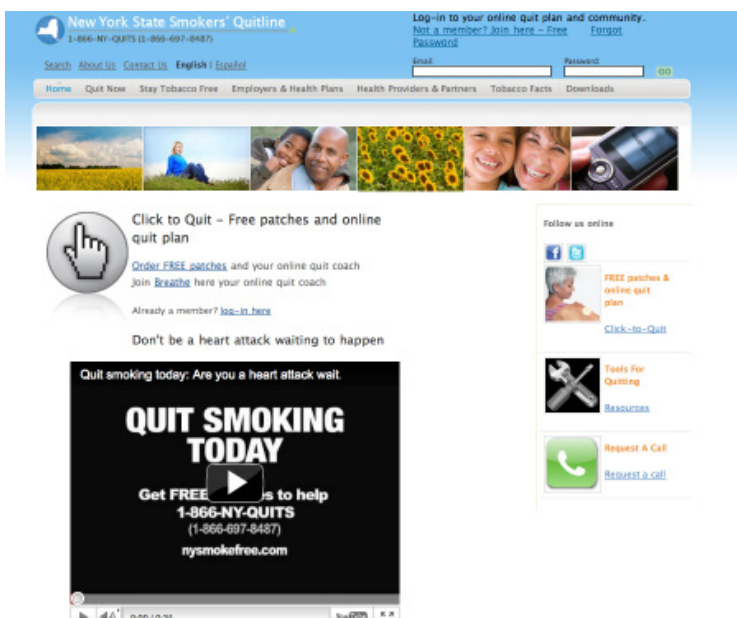 New York State Smokers' Quitline
1-866-NY-QUITS (1-866-697-8487)
Log-in to your online quit plan and community.
Not a member? Join here - Free Forgot
Password
Search About Us Contact Us English | Español
Email: Password:
GO
Home Quit Now Stay Tobacco Free Employers & Health Plans Health Providers & Partners Tobacco Facts Downloads
Click to Quit - Free patches and online
quit plan
Order FREE patches and your online quit coach
Join Breathe here your online quit coach
Already a member? log-in here
Don't be a heart attack waiting to happen
Quit smoking today: Are you a heart attack wait.
QUIT SMOKING
TODAY
Get FREE to help
1-866-NY-QUITS
(1-866-697-8487)
nysmokefree.com
Follow us online
FREE patches &
online quit
plan
Click-to-Quit
Tools For
Quitting
Resources
Request A Call
Request a call